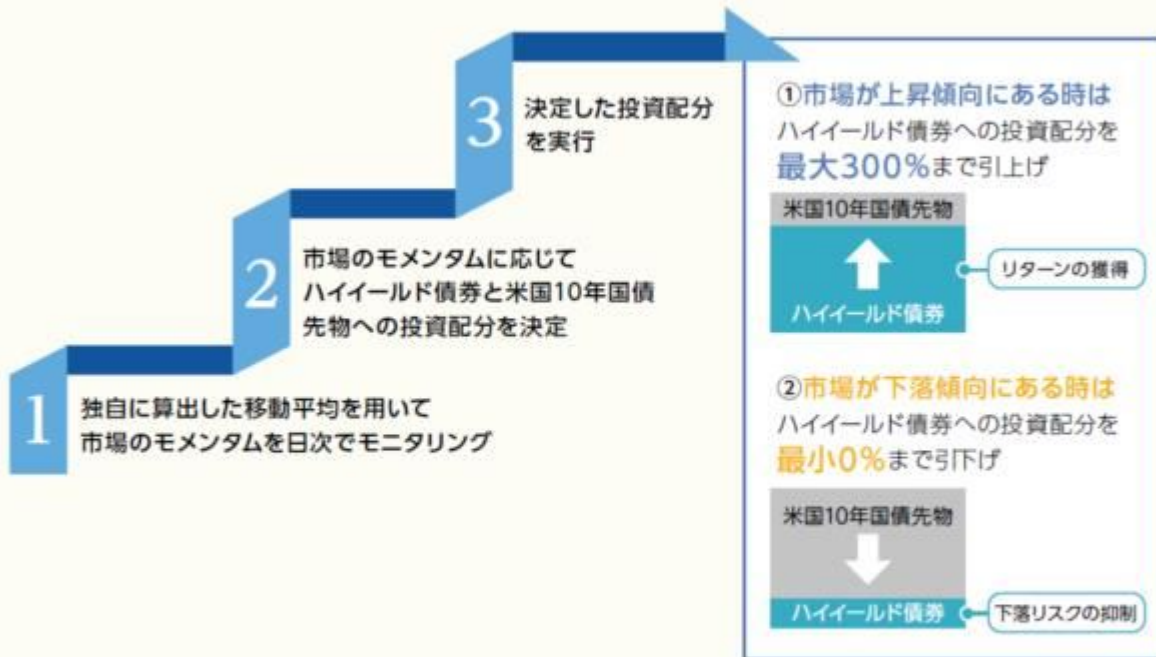 1
独自に算出した移動平均を用いて
市場のモメンタムを日次でモニタリング
2
市場のモメンタムに応じて
ハイイールド債券と米国10年国債
先物への投資配分を決定
3
決定した投資配分
を実行
①市場が上昇傾向にある時は
ハイイールド債券への投資配分を
最大300%まで引上げ
米国10年国債先物
リターンの獲得
ハイイールド債券
②市場が下落傾向にある時は
ハイイールド債券への投資配分を
最小0%まで引下げ
米国10年国債先物
ハイイールド債券
下落リスクの抑制